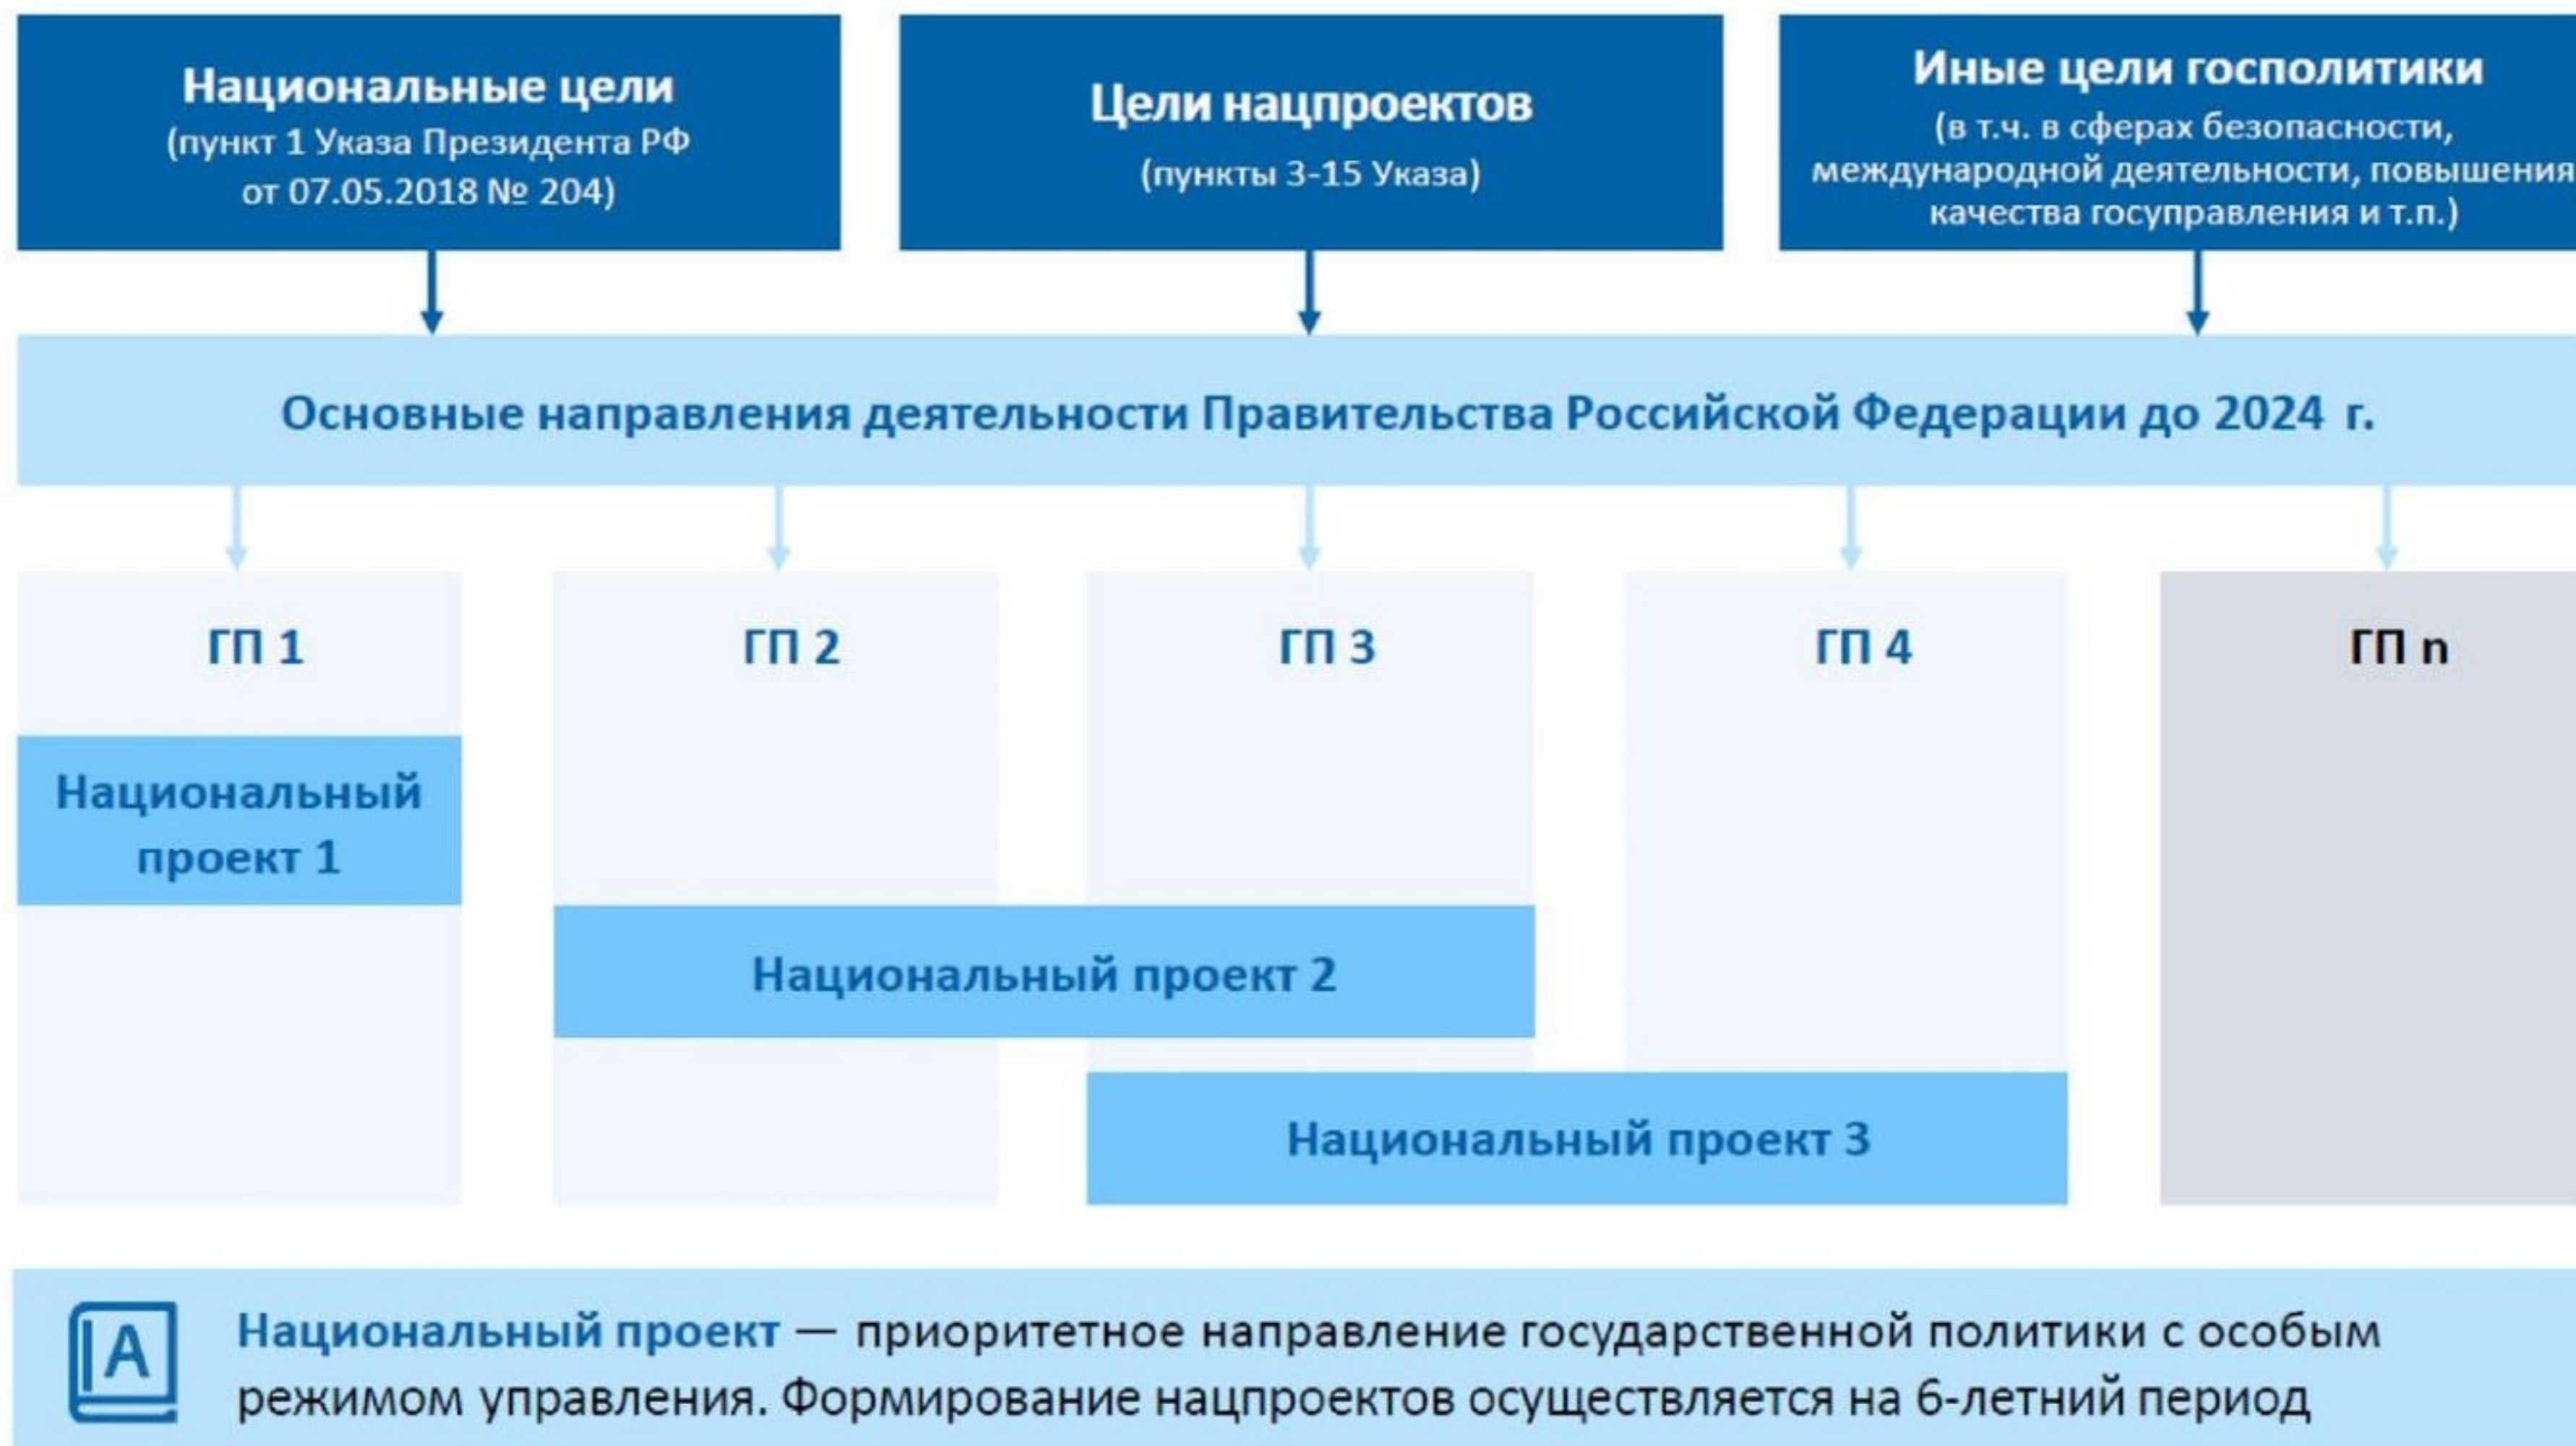 Национальные цели
(пункт 1 Указа Президента РФ
от 07.05.2018 № 204)
Цели нацпроектов
(пункты 3-15 Указа)
Иные цели госполитики
(в т.ч. в сферах безопасности,
международной деятельности, повышения
качества госуправления и т.п.)
Основные направления деятельности Правительства Российской Федерации до 2024 г.
ГП 1
ГП 2
ГП 3
ГП 4
ГП n
Национальный
проект 1
Национальный проект 2
Национальный проект 3
A
Национальный проект — приоритетное направление государственной политики с особым
режимом управления. Формирование нацпроектов осуществляется на 6-летний период